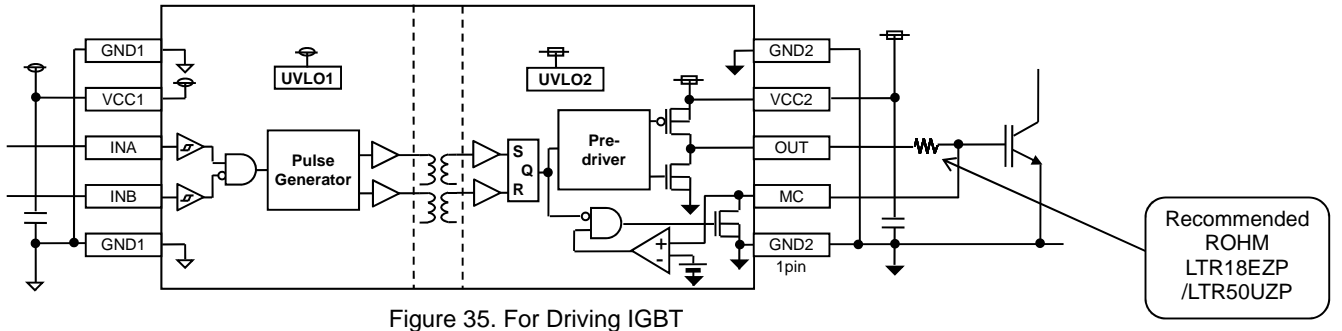 GND1
VCC1
INA
INB
GND1
UVLO1
Pulse
Generator
UVLO2
S
Q
R
Pre-
driver
+
-
GND2
VCC2
OUT
MC
GND2
1pin
Recommended
ROHM
LTR18EZP
/LTR50UZP
Figure 35. For Driving IGBT